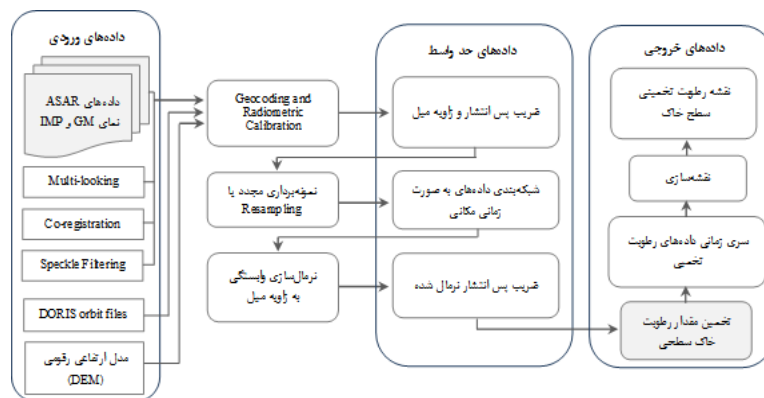 داده‌های ورودی
داده‌های ASAR
نمای GM و IMP
Multi-looking
Co-registration
Speckle Filtering
DORIS orbit files
مدل ارتفاعی رقومی
(DEM)
Geocoding and
Radiometric
Calibration
نمونه‌برداری مجدد یا
Resampling
نرمال‌سازی وابستگی
به زاویه میل
داده‌های حد واسط
ضریب پس انتشار و زاویه میل
شبکه‌بندی داده‌های به صورت
زمانی مکانی
ضریب پس انتشار نرمال شده
داده‌های خروجی
نقشه رطوبت تخمینی
سطح خاک
نقشه‌سازی
سری زمانی داده‌های رطوبت
تخمی
تخمین مقدار رطوبت
خاک سطحی